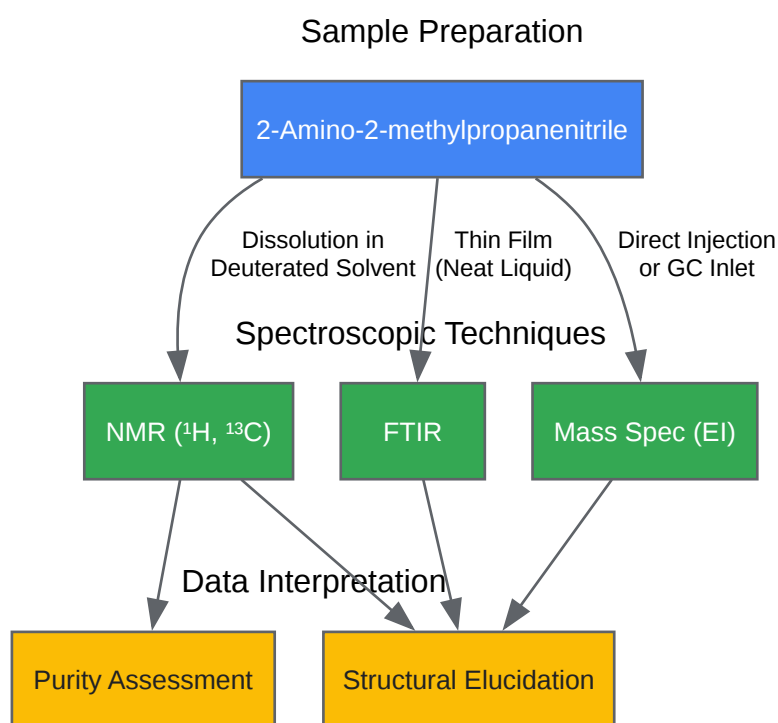 Sample Preparation
2-Amino-2-methylpropanenitrile
Dissolution in
Deuterated Solvent
Thin Film
(Neat Liquid)
Direct Injection
or GC Inlet
Spectroscopic Techniques
NMR (¹H, ¹³C)
FTIR
Mass Spec (EI)
Data Interpretation
Purity Assessment
Structural Elucidation